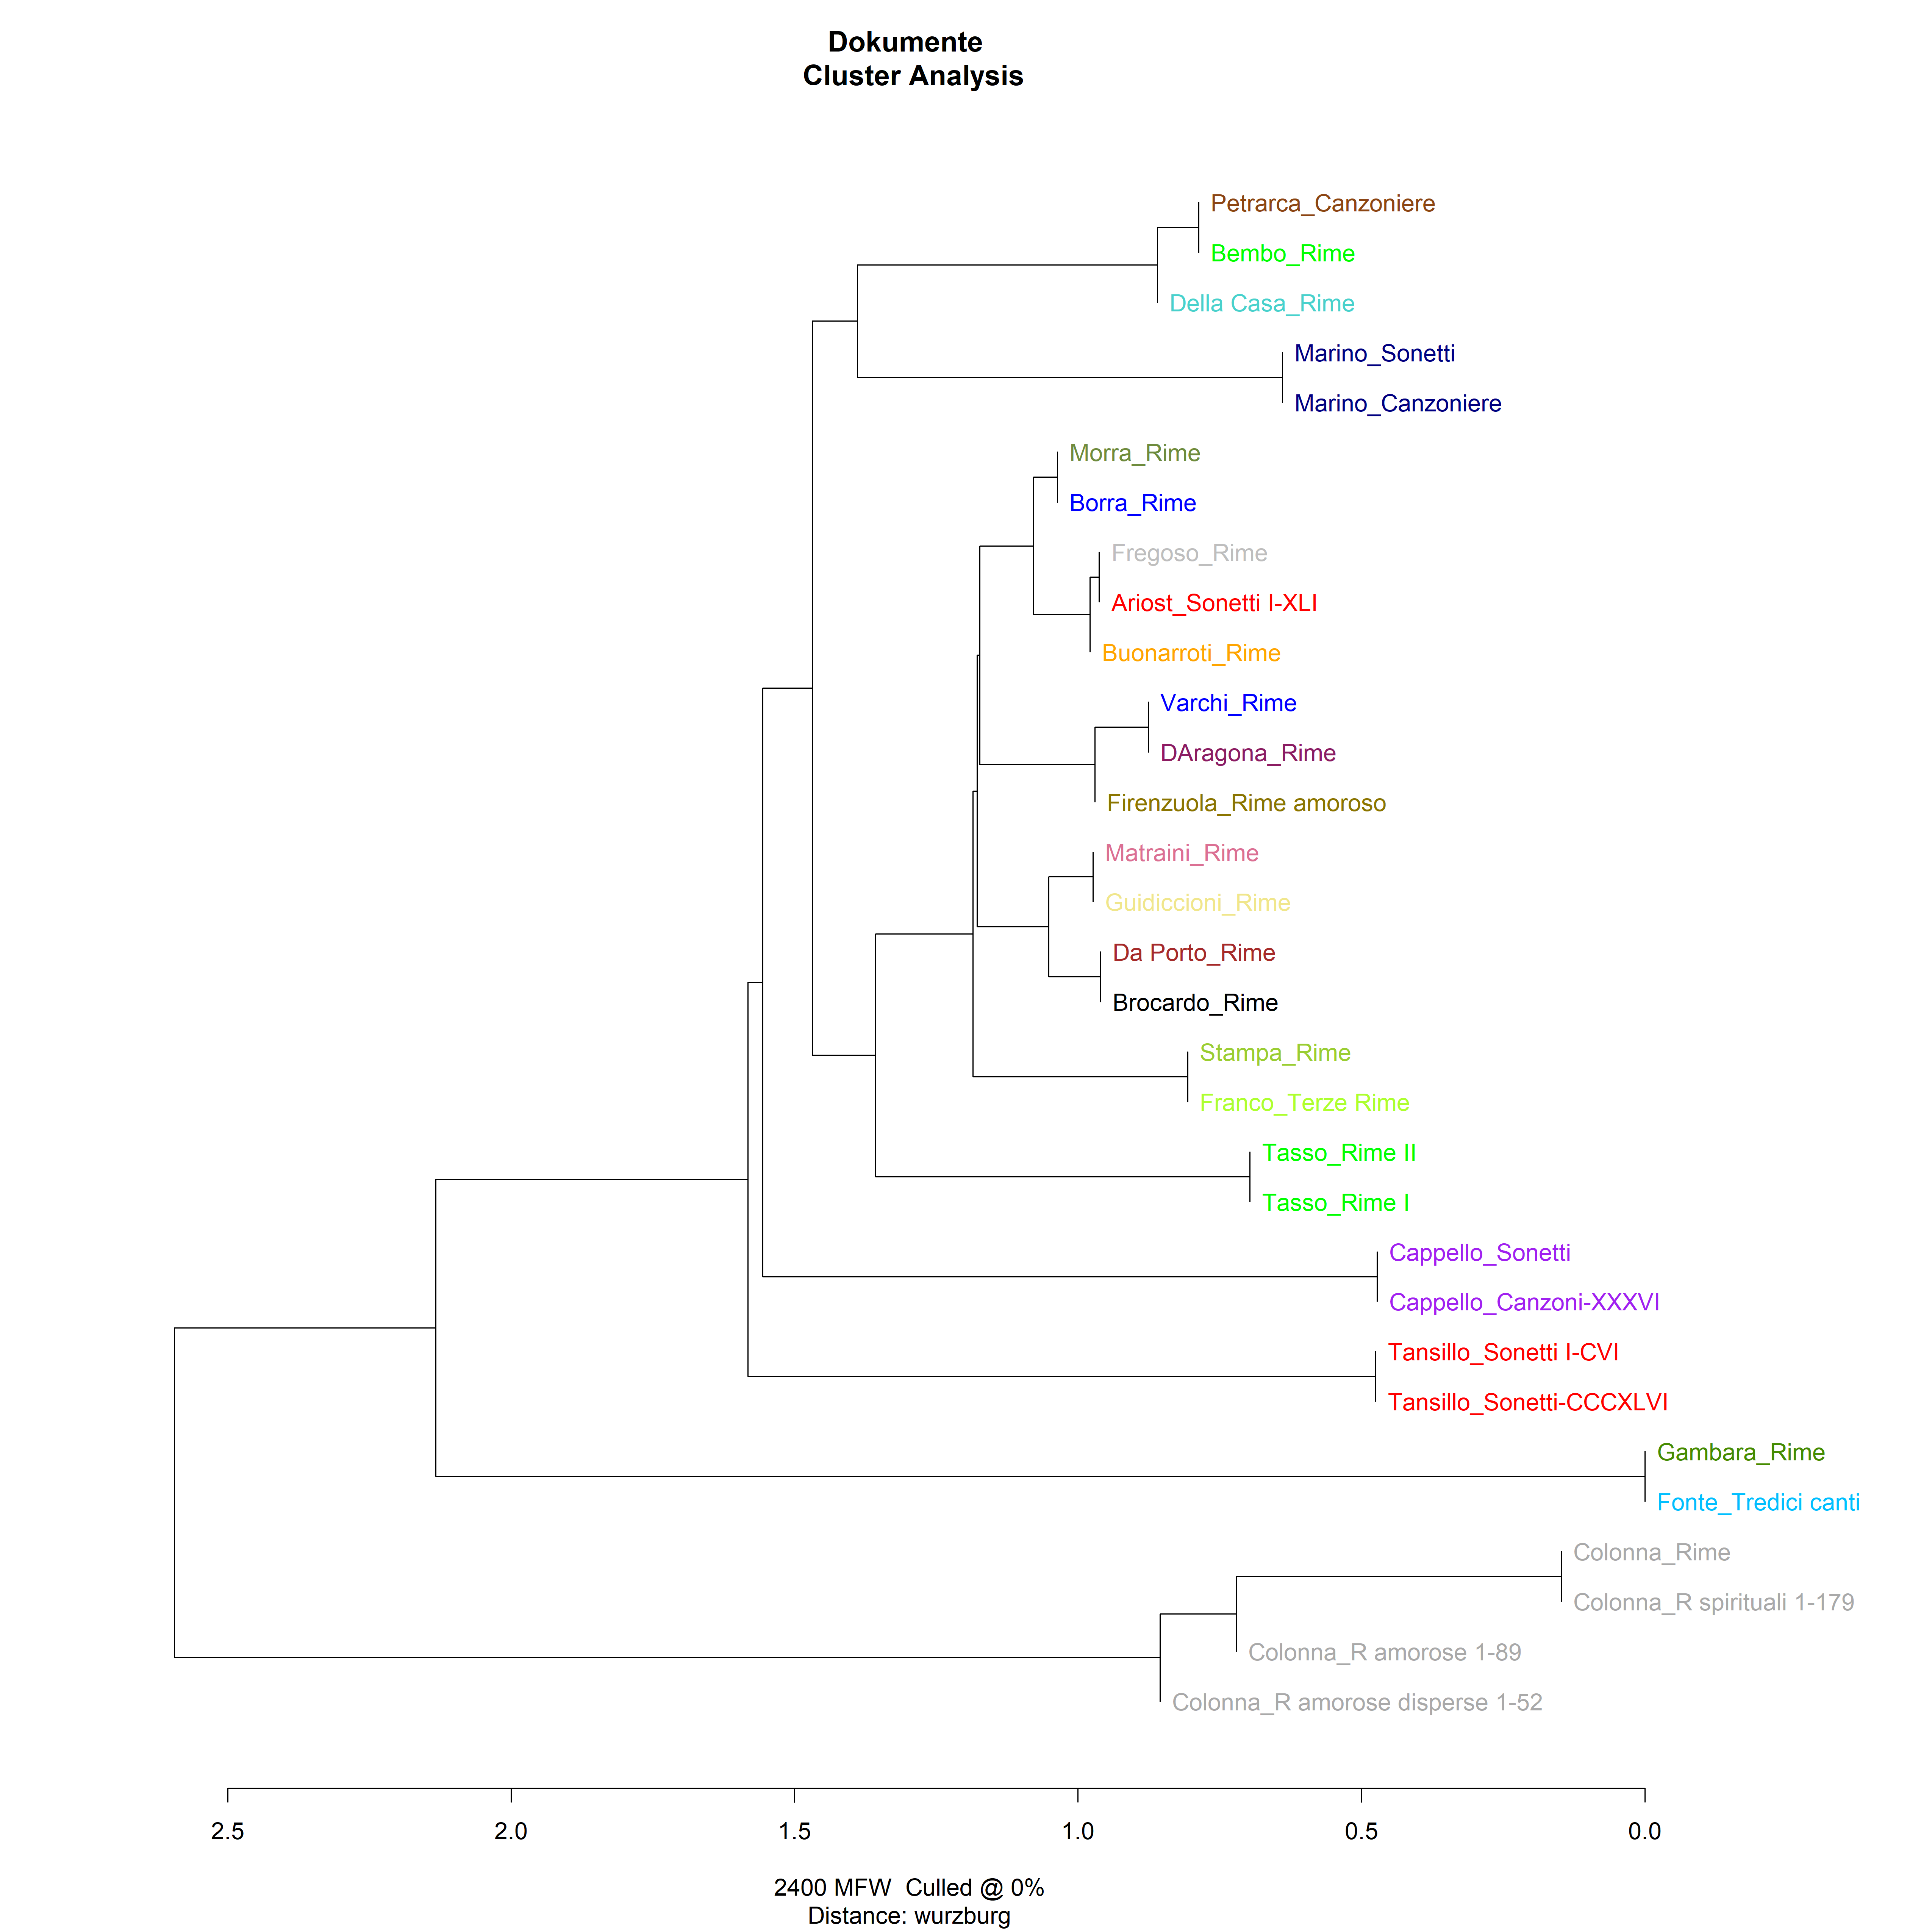 Dokumente
Cluster Analysis
Petrarca_Canzoniere
Bembo_Rime
Della Casa_Rime
Marino_Sonetti
Marino_Canzoniere
Morra_Rime
Borra_Rime
Fregoso_Rime
Ariost_Sonetti I-XLI
Buonarroti_Rime
Varchi_Rime
DAragona_Rime
Firenzuola_Rime amoroso
Matraini_Rime
Guidiccioni_Rime
Da Porto_Rime
Brocardo_Rime
Stampa_Rime
Franco_Terze Rime
Tasso_Rime II
Tasso_Rime I
Cappello_Sonetti
Cappello_Canzoni-XXXVI
Tansillo_Sonetti I-CVI
Tansillo_Sonetti-CCCXLVI
Gambara_Rime
Fonte_Tredici canti
Colonna_Rime
Colonna_R spirituali 1-179
Colonna_R amorose 1-89
Colonna_R amorose disperse 1-52
2.5 2.0 1.5 1.0 0.5 0.0
2400 MFW  Culled @ 0%
Distance: wurzburg